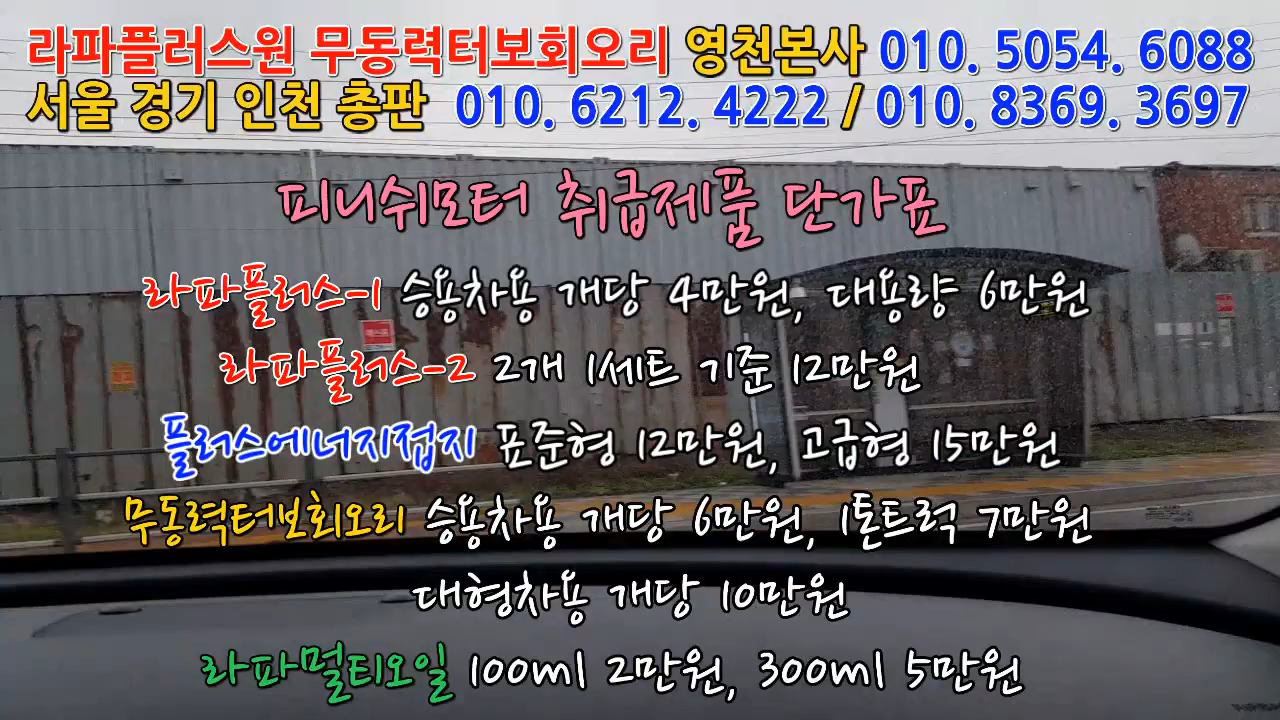 라파플러스원 무동력터보회오리 영천본사 010. 5054. 6088
서울 경기 인천 총판 010. 6212. 4222 / 010. 8369. 3697
피니쉬모터 취급제품 단가표
라파플러스-1 승용차용 개당 4만원, 대용량 6만원
라파플러스-2 2개 1세트 기준 12만원
플러스에너지접지 표준형 12만원, 고급형 15만원
무동력터보회오리 승용차용 개당 6만원, 1톤트럭 7만원
대형차용 개당 10만원
라파멀티오일 100ml 2만원, 300ml 5만원